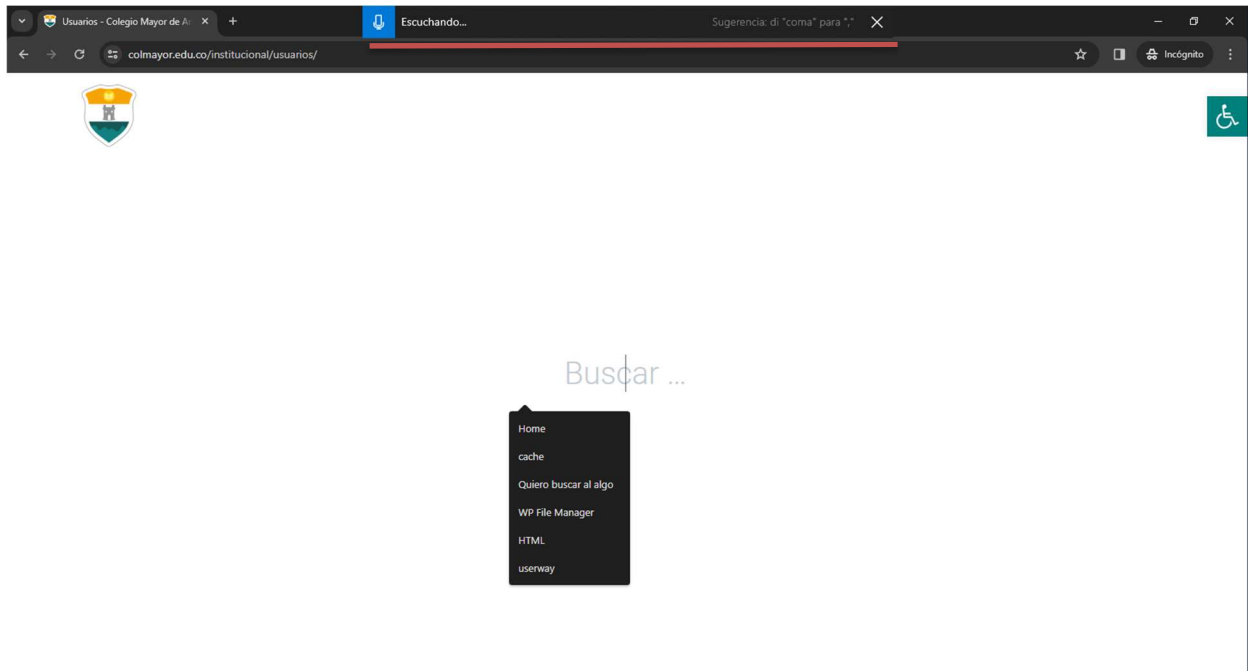 Usuarios - Colegio Mayor de An
Escuchando...
Sugerencia: di "coma" para ","
colmayor.edu.co/institucional/usuarios/
Incógnito
Buscar ...
Home
cache
Quiero buscar al algo
WP File Manager
HTML
userway